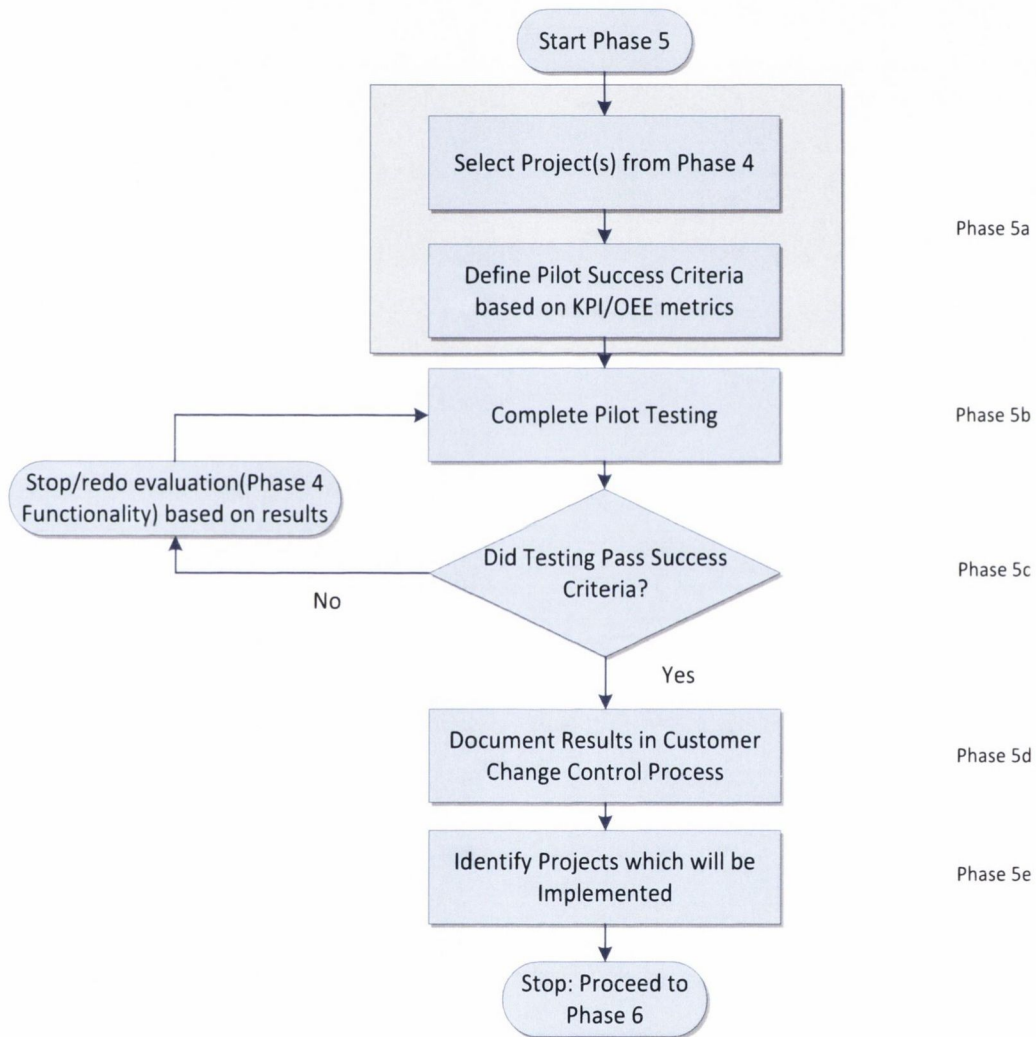 Start Phase 5
Select Project(s) from Phase 4
Phase 5a
Define Pilot Success Criteria
based on KPI/OEE metrics
Complete Pilot Testing
Phase 5b
Stop/redo evaluation(Phase 4
Functionality) based on results
Did Testing Pass Success
Criteria?
Phase 5c
No
Yes
Document Results in Customer
Change Control Process
Phase 5d
Identify Projects which will be
Implemented
Phase 5e
Stop: Proceed to
Phase 6